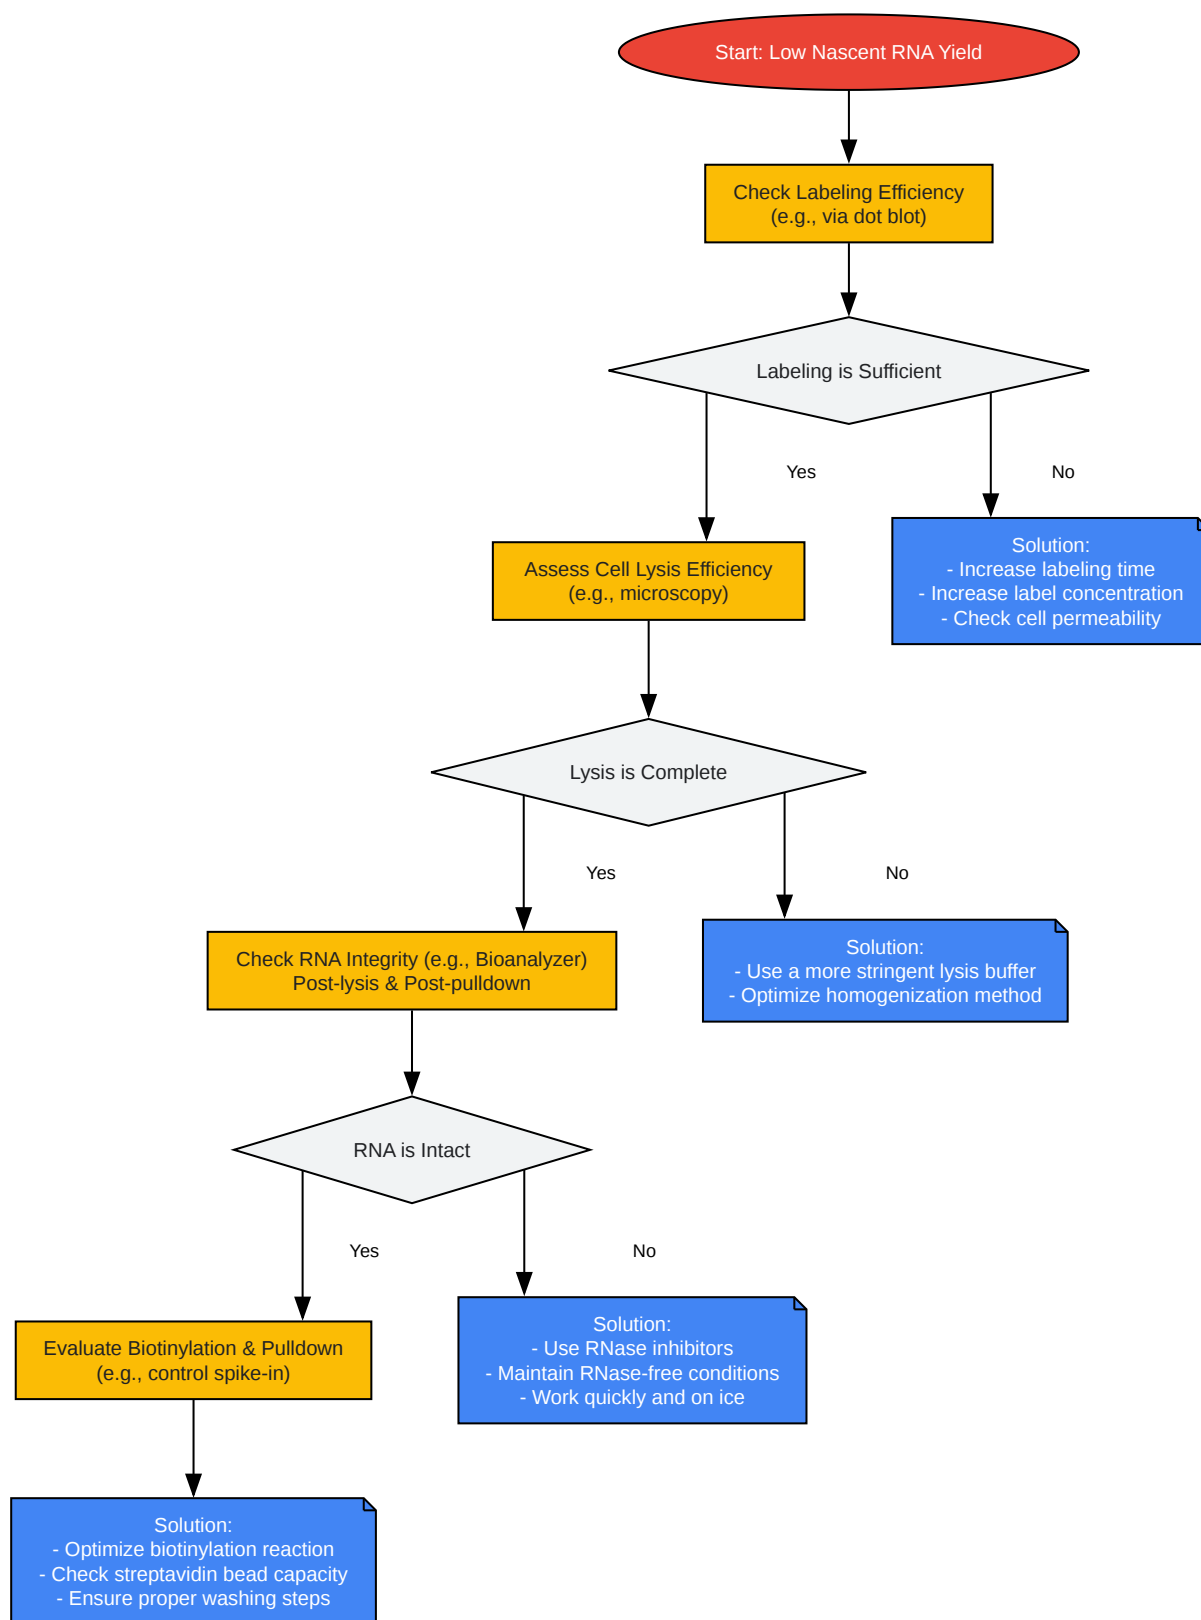 Start: Low Nascent RNA Yield
Check Labeling Efficiency
(e.g., via dot blot)
Labeling is Sufficient
Yes
No
Assess Cell Lysis Efficiency
(e.g., microscopy)
Solution:
- Increase labeling time
- Increase label concentration
- Check cell permeability
Lysis is Complete
Yes
No
Check RNA Integrity (e.g., Bioanalyzer)
Post-lysis & Post-pulldown
Solution:
- Use a more stringent lysis buffer
- Optimize homogenization method
RNA is Intact
Yes
No
Evaluate Biotinylation & Pulldown
(e.g., control spike-in)
Solution:
- Use RNase inhibitors
- Maintain RNase-free conditions
- Work quickly and on ice
Solution:
- Optimize biotinylation reaction
- Check streptavidin bead capacity
- Ensure proper washing steps